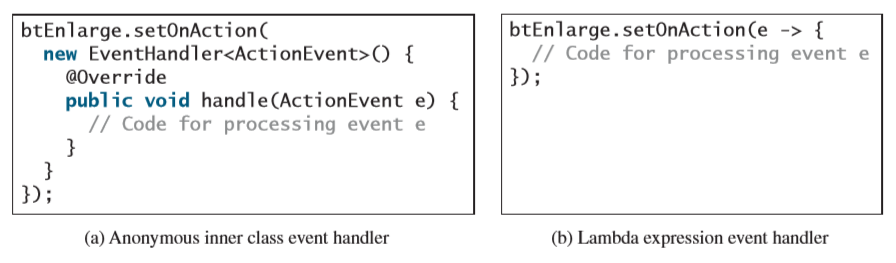 btEnlarge.setOnAction(
new EventHandler<ActionEvent>() {
@Override
public void handle(ActionEvent e) {
// Code for processing event e
}
}
});
(a) Anonymous inner class event handler
btEnlarge.setOnAction(e -> {
// Code for processing event e
});
(b) Lambda expression event handler